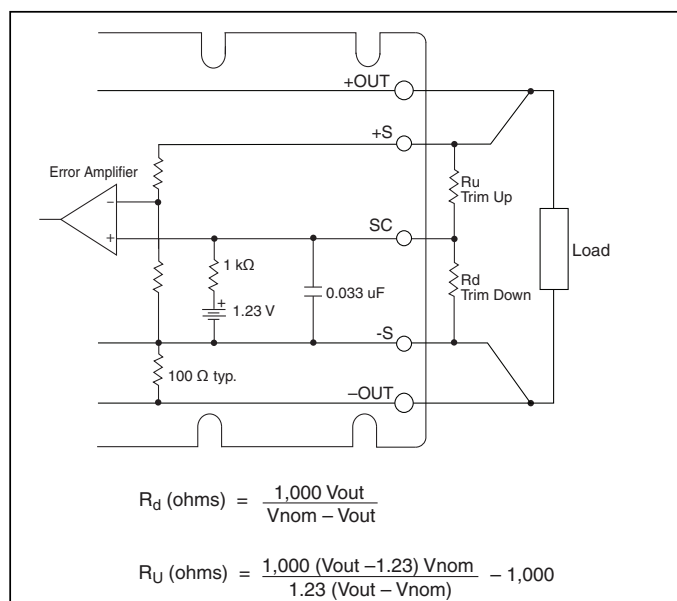 +OUT
+S
Error Amplifier
Ru
Trim Up
−
SC
+
Load
1 kΩ
Rd
Trim Down
0.033 uF
+
1.23 V
-S
100 Ω typ.
−OUT
Rd (ohms) = 1,000 Vout / Vnom – Vout
RU (ohms) = 1,000 (Vout –1.23) Vnom / 1.23 (Vout – Vnom) – 1,000